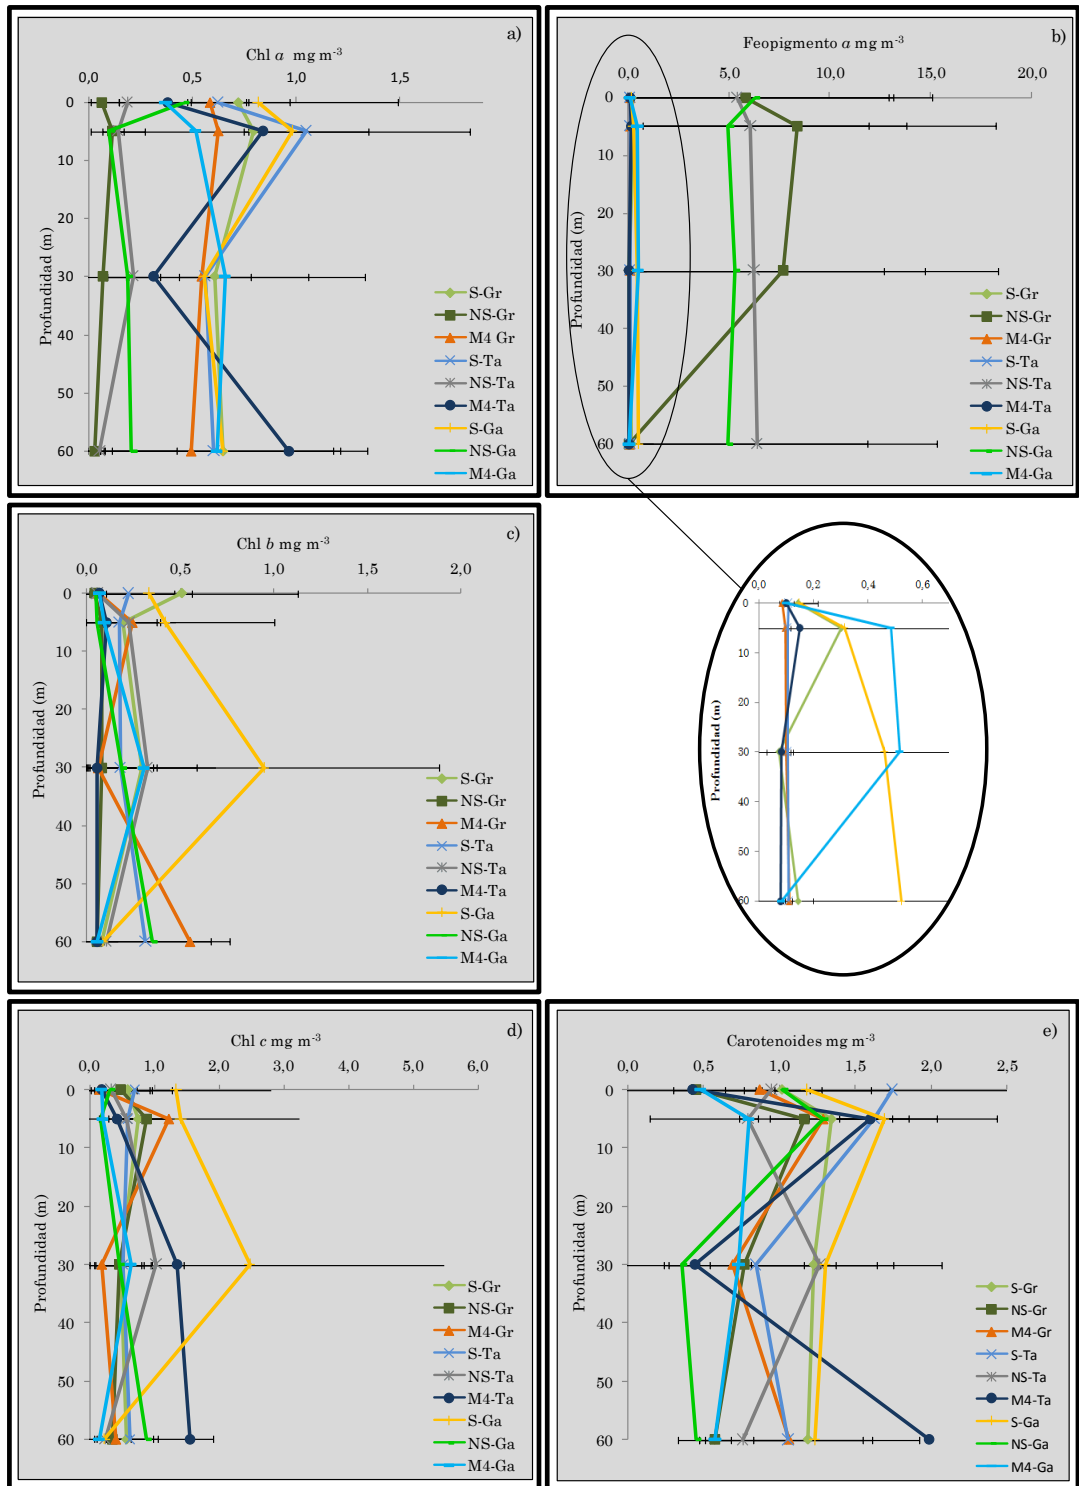 a)
Chl a mg m-3
0,0 0,5 1,0 1,5
0
5
10
20
30
40
50
60
Profundidad (m)
S-Gr
NS-Gr
M4 Gr
S-Ta
NS-Ta
M4-Ta
S-Ga
NS-Ga
M4-Ga
b)
Feopigmento a mg m-3
0,0 5,0 10,0 15,0 20,0
0
5
10
20
30
40
50
60
Profundidad (m)
S-Gr
NS-Gr
M4-Gr
S-Ta
NS-Ta
M4-Ta
S-Ga
NS-Ga
M4-Ga
c)
Chl b mg m-3
0,0 0,5 1,0 1,5 2,0
0
5
10
20
30
40
50
60
Profundidad (m)
S-Gr
NS-Gr
M4-Gr
S-Ta
NS-Ta
M4-Ta
S-Ga
NS-Ga
M4-Ga
0,0 0,2 0,4 0,6
0
5
10
20
30
40
50
60
Profundidad (m)
d)
Chl c mg m-3
0,0 1,0 2,0 3,0 4,0 5,0 6,0
0
5
10
20
30
40
50
60
Profundidad (m)
S-Gr
NS-Gr
M4-Gr
S-Ta
NS-Ta
M4-Ta
S-Ga
NS-Ga
M4-Ga
e)
Carotenoides mg m-3
0,0 0,5 1,0 1,5 2,0 2,5
0
5
10
20
30
40
50
60
Profundidad (m)
S-Gr
NS-Gr
M4-Gr
S-Ta
NS-Ta
M4-Ta
S-Ga
NS-Ga
M4-Ga